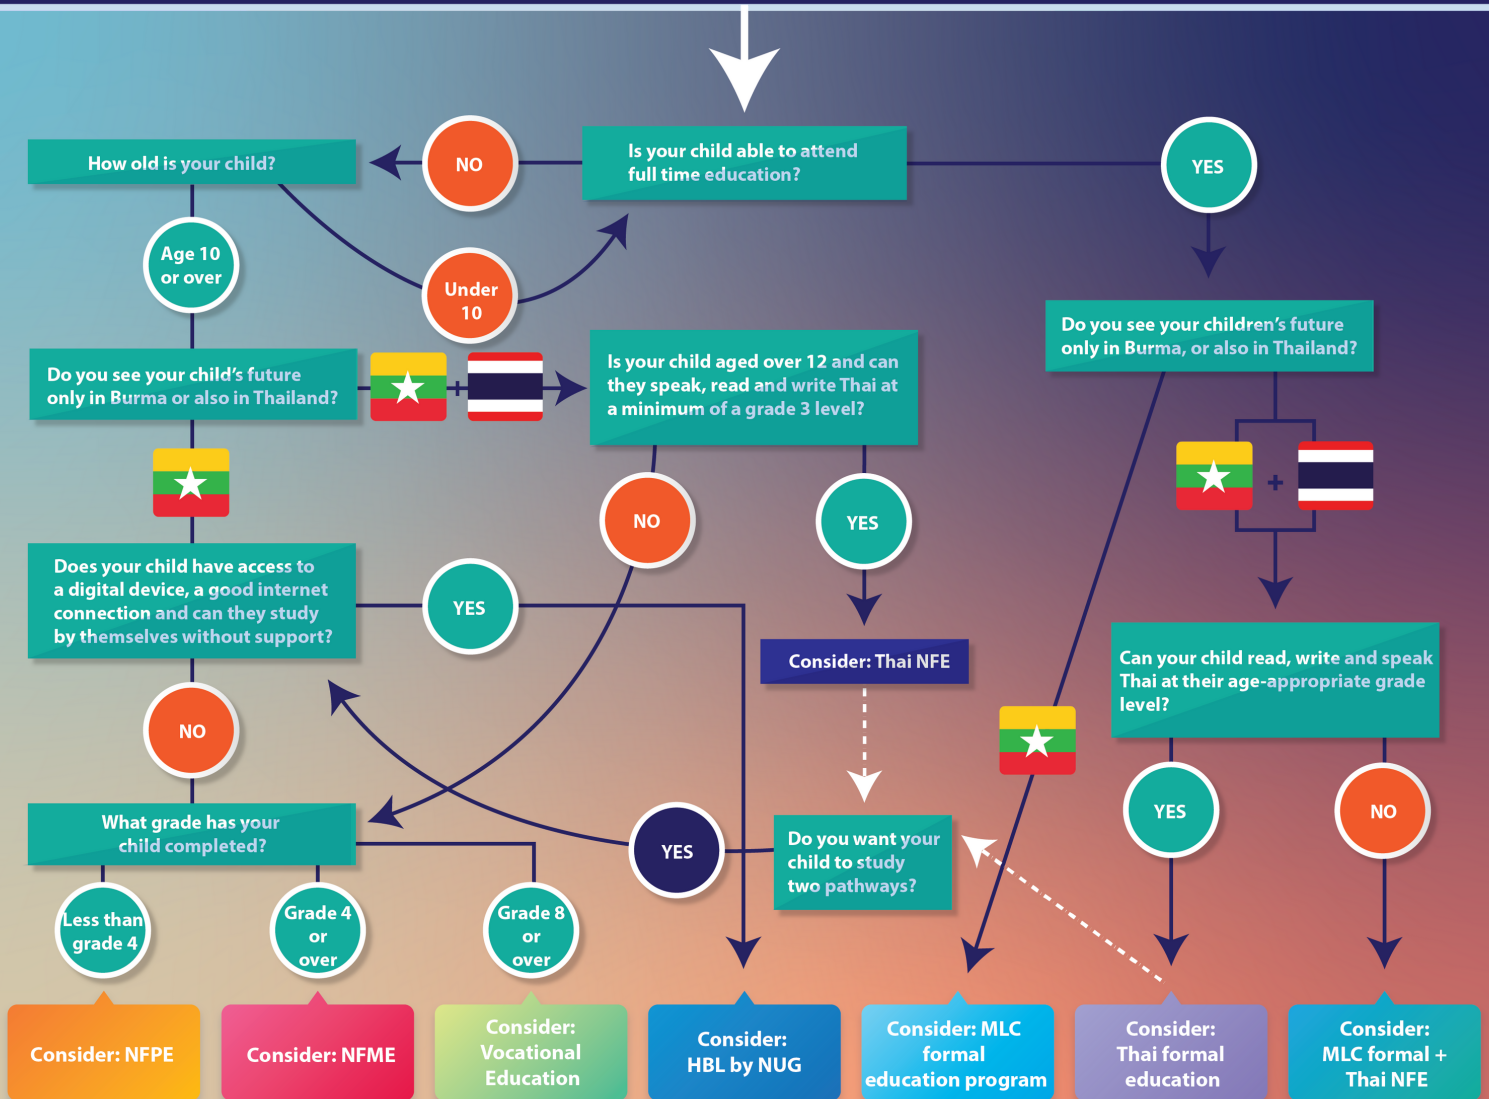 How old is your child?
NO
Is your child able to attend
full time education?
YES
Age 10
or over
Under
10
Do you see your children's future
only in Burma, or also in Thailand?
Do you see your child's future
only in Burma or also in Thailand?
+
Is your child aged over 12 and can
they speak, read and write Thai at
a minimum of a grade 3 level?
+
NO
YES
Does your child have access to
a digital device, a good internet
connection and can they study
by themselves without support?
YES
Consider: Thai NFE
Can your child read, write and speak
Thai at their age-appropriate grade
level?
NO
YES
NO
What grade has your
child completed?
YES
Do you want your
child to study
two pathways?
Less than
grade 4
Grade 4
or
over
Grade 8
or
over
Consider: NFPE
Consider: NFME
Consider:
Vocational
Education
Consider:
HBL by NUG
Consider: MLC
formal
education program
Consider:
Thai formal
education
Consider:
MLC formal +
Thai NFE